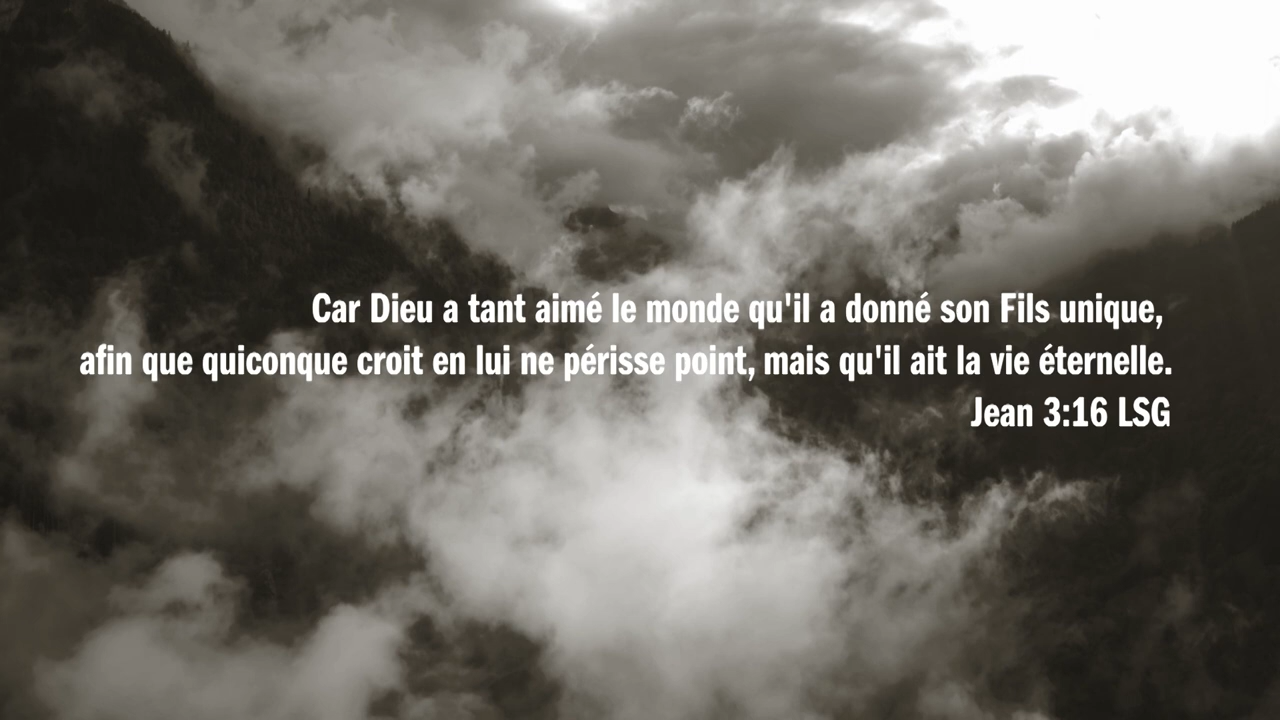 Car Dieu a tant aimé le monde qu'il a donné son Fils unique,
afin que quiconque croit en lui ne périsse point, mais qu'il ait la vie éternelle.
Jean 3:16 LSG